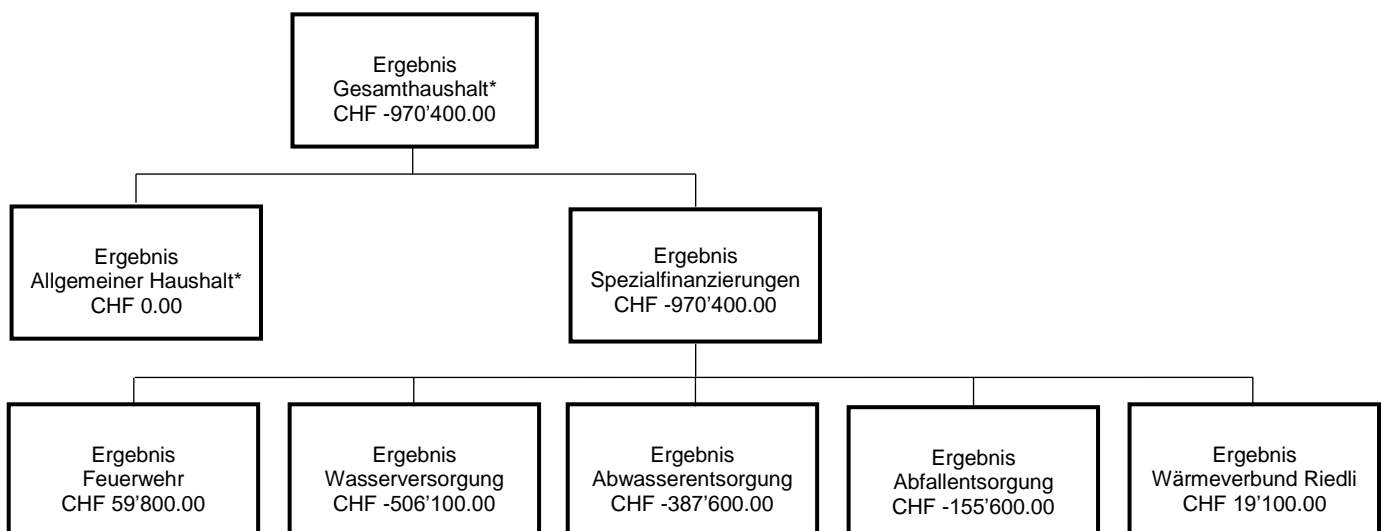 Ergebnis
Gesamthaushalt*
CHF -970’400.00
Ergebnis
Allgemeiner Haushalt*
CHF 0.00
Ergebnis
Spezialfinanzierungen
CHF -970’400.00
Ergebnis
Feuerwehr
CHF 59’800.00
Ergebnis
Wasserversorgung
CHF -506’100.00
Ergebnis
Abwasserentsorgung
CHF -387’600.00
Ergebnis
Abfallentsorgung
CHF -155’600.00
Ergebnis
Wärmeverbund Riedli
CHF 19’100.00